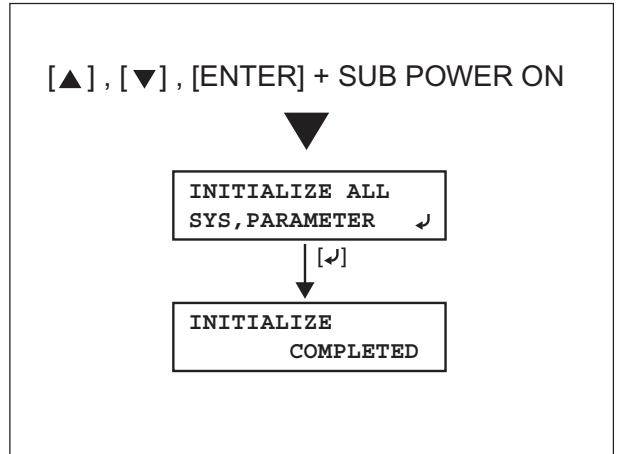 [▲] , [▼] , [ENTER] + SUB POWER ON
INITIALIZE ALL
SYS,PARAMETER ↲
[↲]
INITIALIZE
COMPLETED